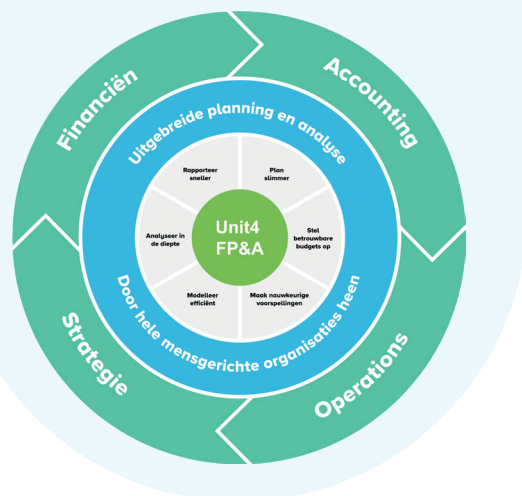 Financiën
Accounting
Operations
Strategie
Uitgebreide planning en analyse
Door hele mensgerichte organisaties heen
Rapporteer
sneller
Plan
slimmer
Stel
betrouwbare
budgets op
Maak nauwkeurige
voorspellingen
Modelleer
efficiënt
Analyseer in
de diepte
Unit4
FP&A